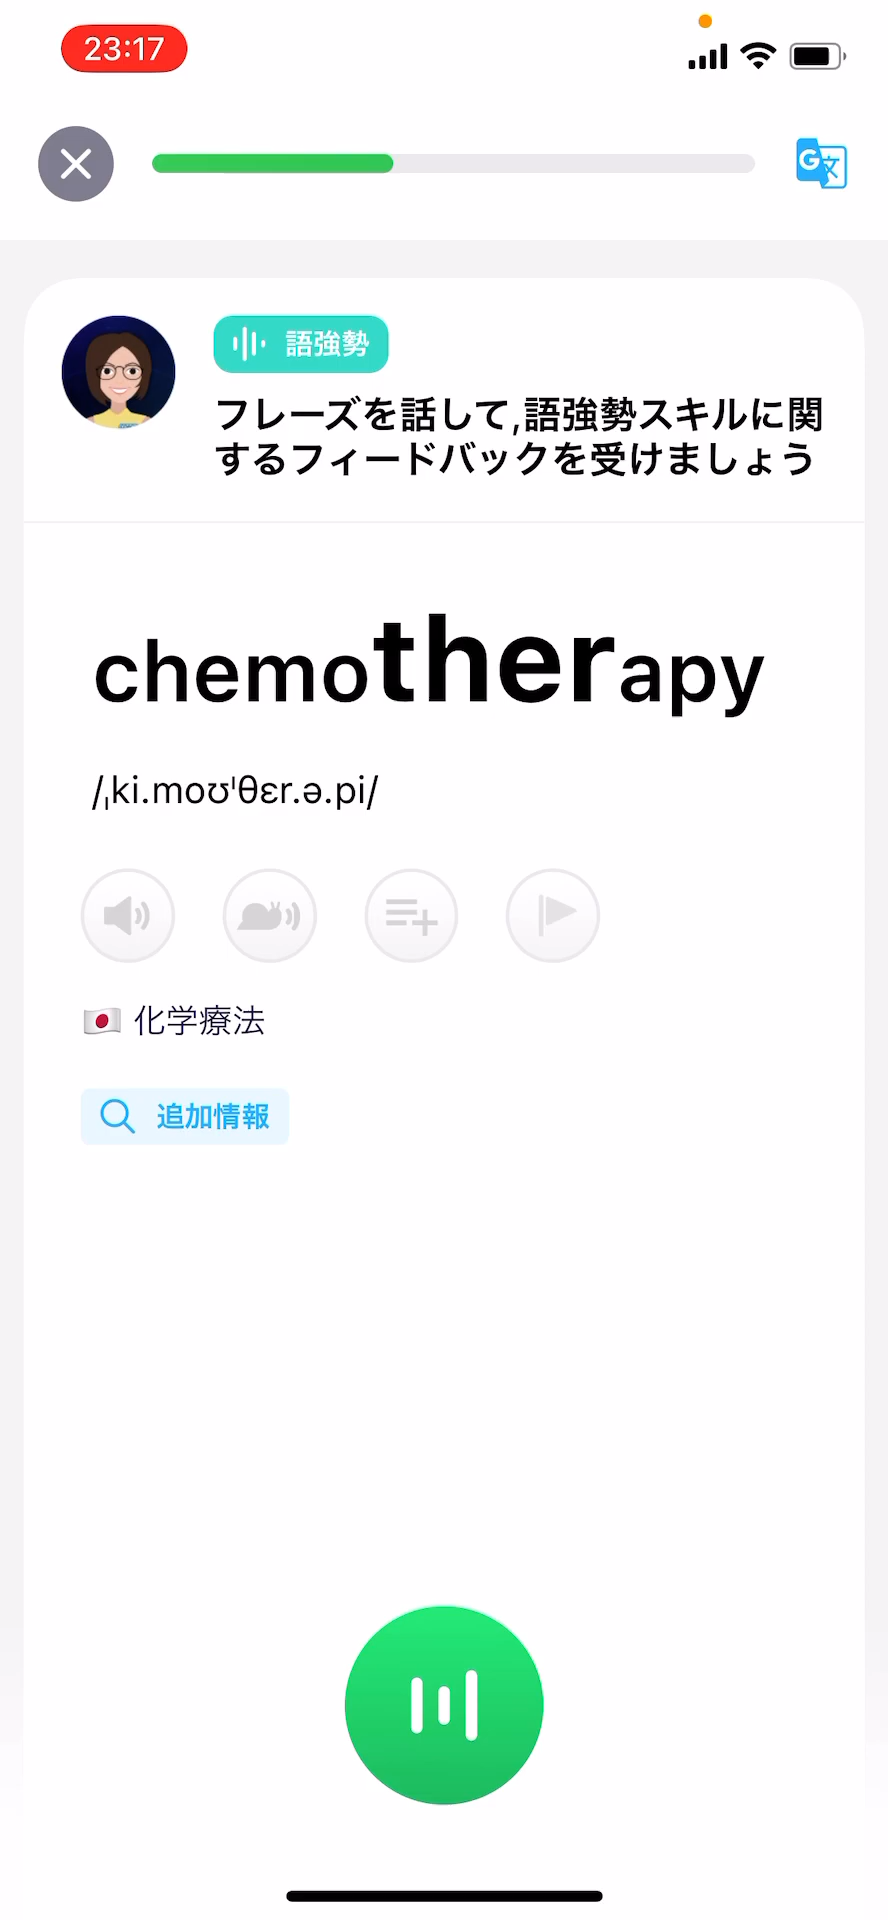 23:17
語強勢
フレーズを話して,語強勢スキルに関
するフィードバックを受けましょう
chemotherapy
/ˌki.moʊˈθɛr.ə.pi/
化学療法
追加情報